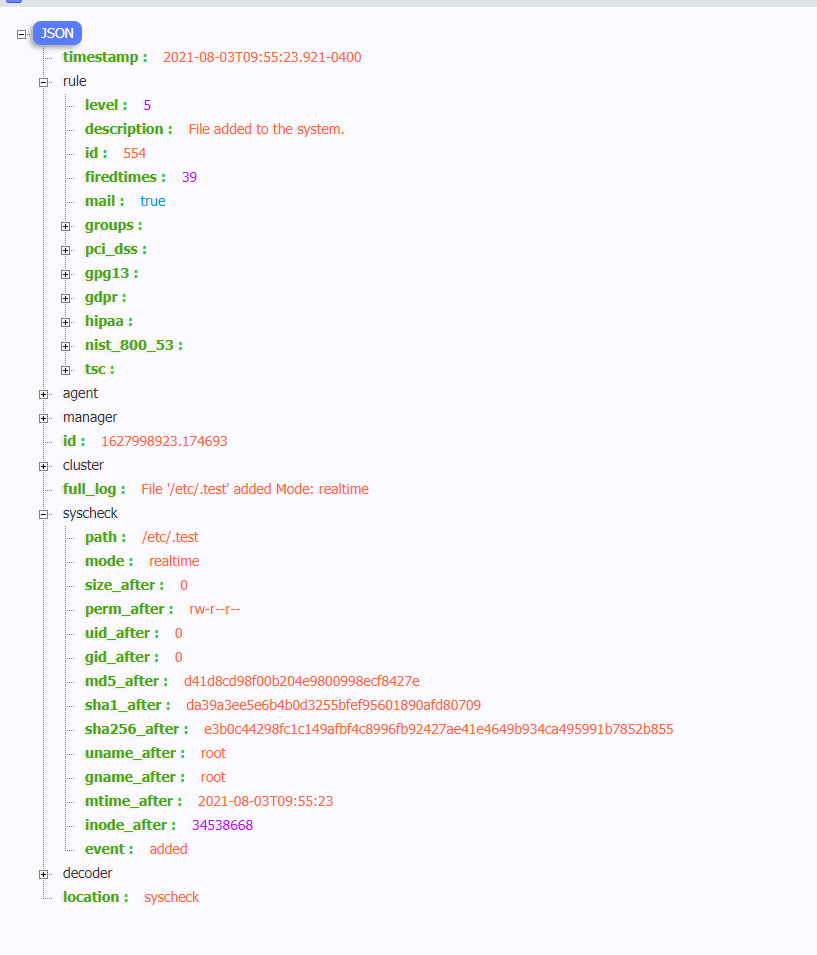 JSON
timestamp : 2021-08-03T09:55:23.921-0400
rule
level : 5
description : File added to the system.
id : 554
firedtimes : 39
mail : true
groups :
pci_dss :
gpg13 :
gdpr :
hipaa :
nist_800_53 :
tsc :
agent
manager
id : 1627998923.174693
cluster
full_log : File '/etc/.test' added Mode: realtime
syscheck
path : /etc/.test
mode : realtime
size_after : 0
perm_after : rw-r--r--
uid_after : 0
gid_after : 0
md5_after : d41d8cd98f00b204e9800998ecf8427e
sha1_after : da39a3ee5e6b4b0d3255bfef95601890afd80709
sha256_after : e3b0c44298fc1c149afbf4c8996fb92427ae41e4649b934ca495991b7852b855
uname_after : root
gname_after : root
mtime_after : 2021-08-03T09:55:23
inode_after : 34538668
event : added
decoder
location : syscheck